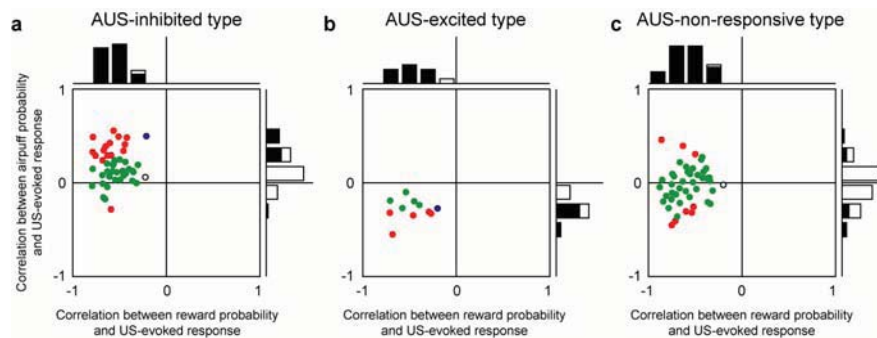 a AUS-inhibited type
b AUS-excited type
c AUS-non-responsive type
Correlation between airpuff probability
and US-evoked response
1
0
-1
-1 0 1
Correlation between reward probability
and US-evoked response
1
0
-1
-1 0 1
Correlation between reward probability
and US-evoked response
1
0
-1
-1 0 1
Correlation between reward probability
and US-evoked response